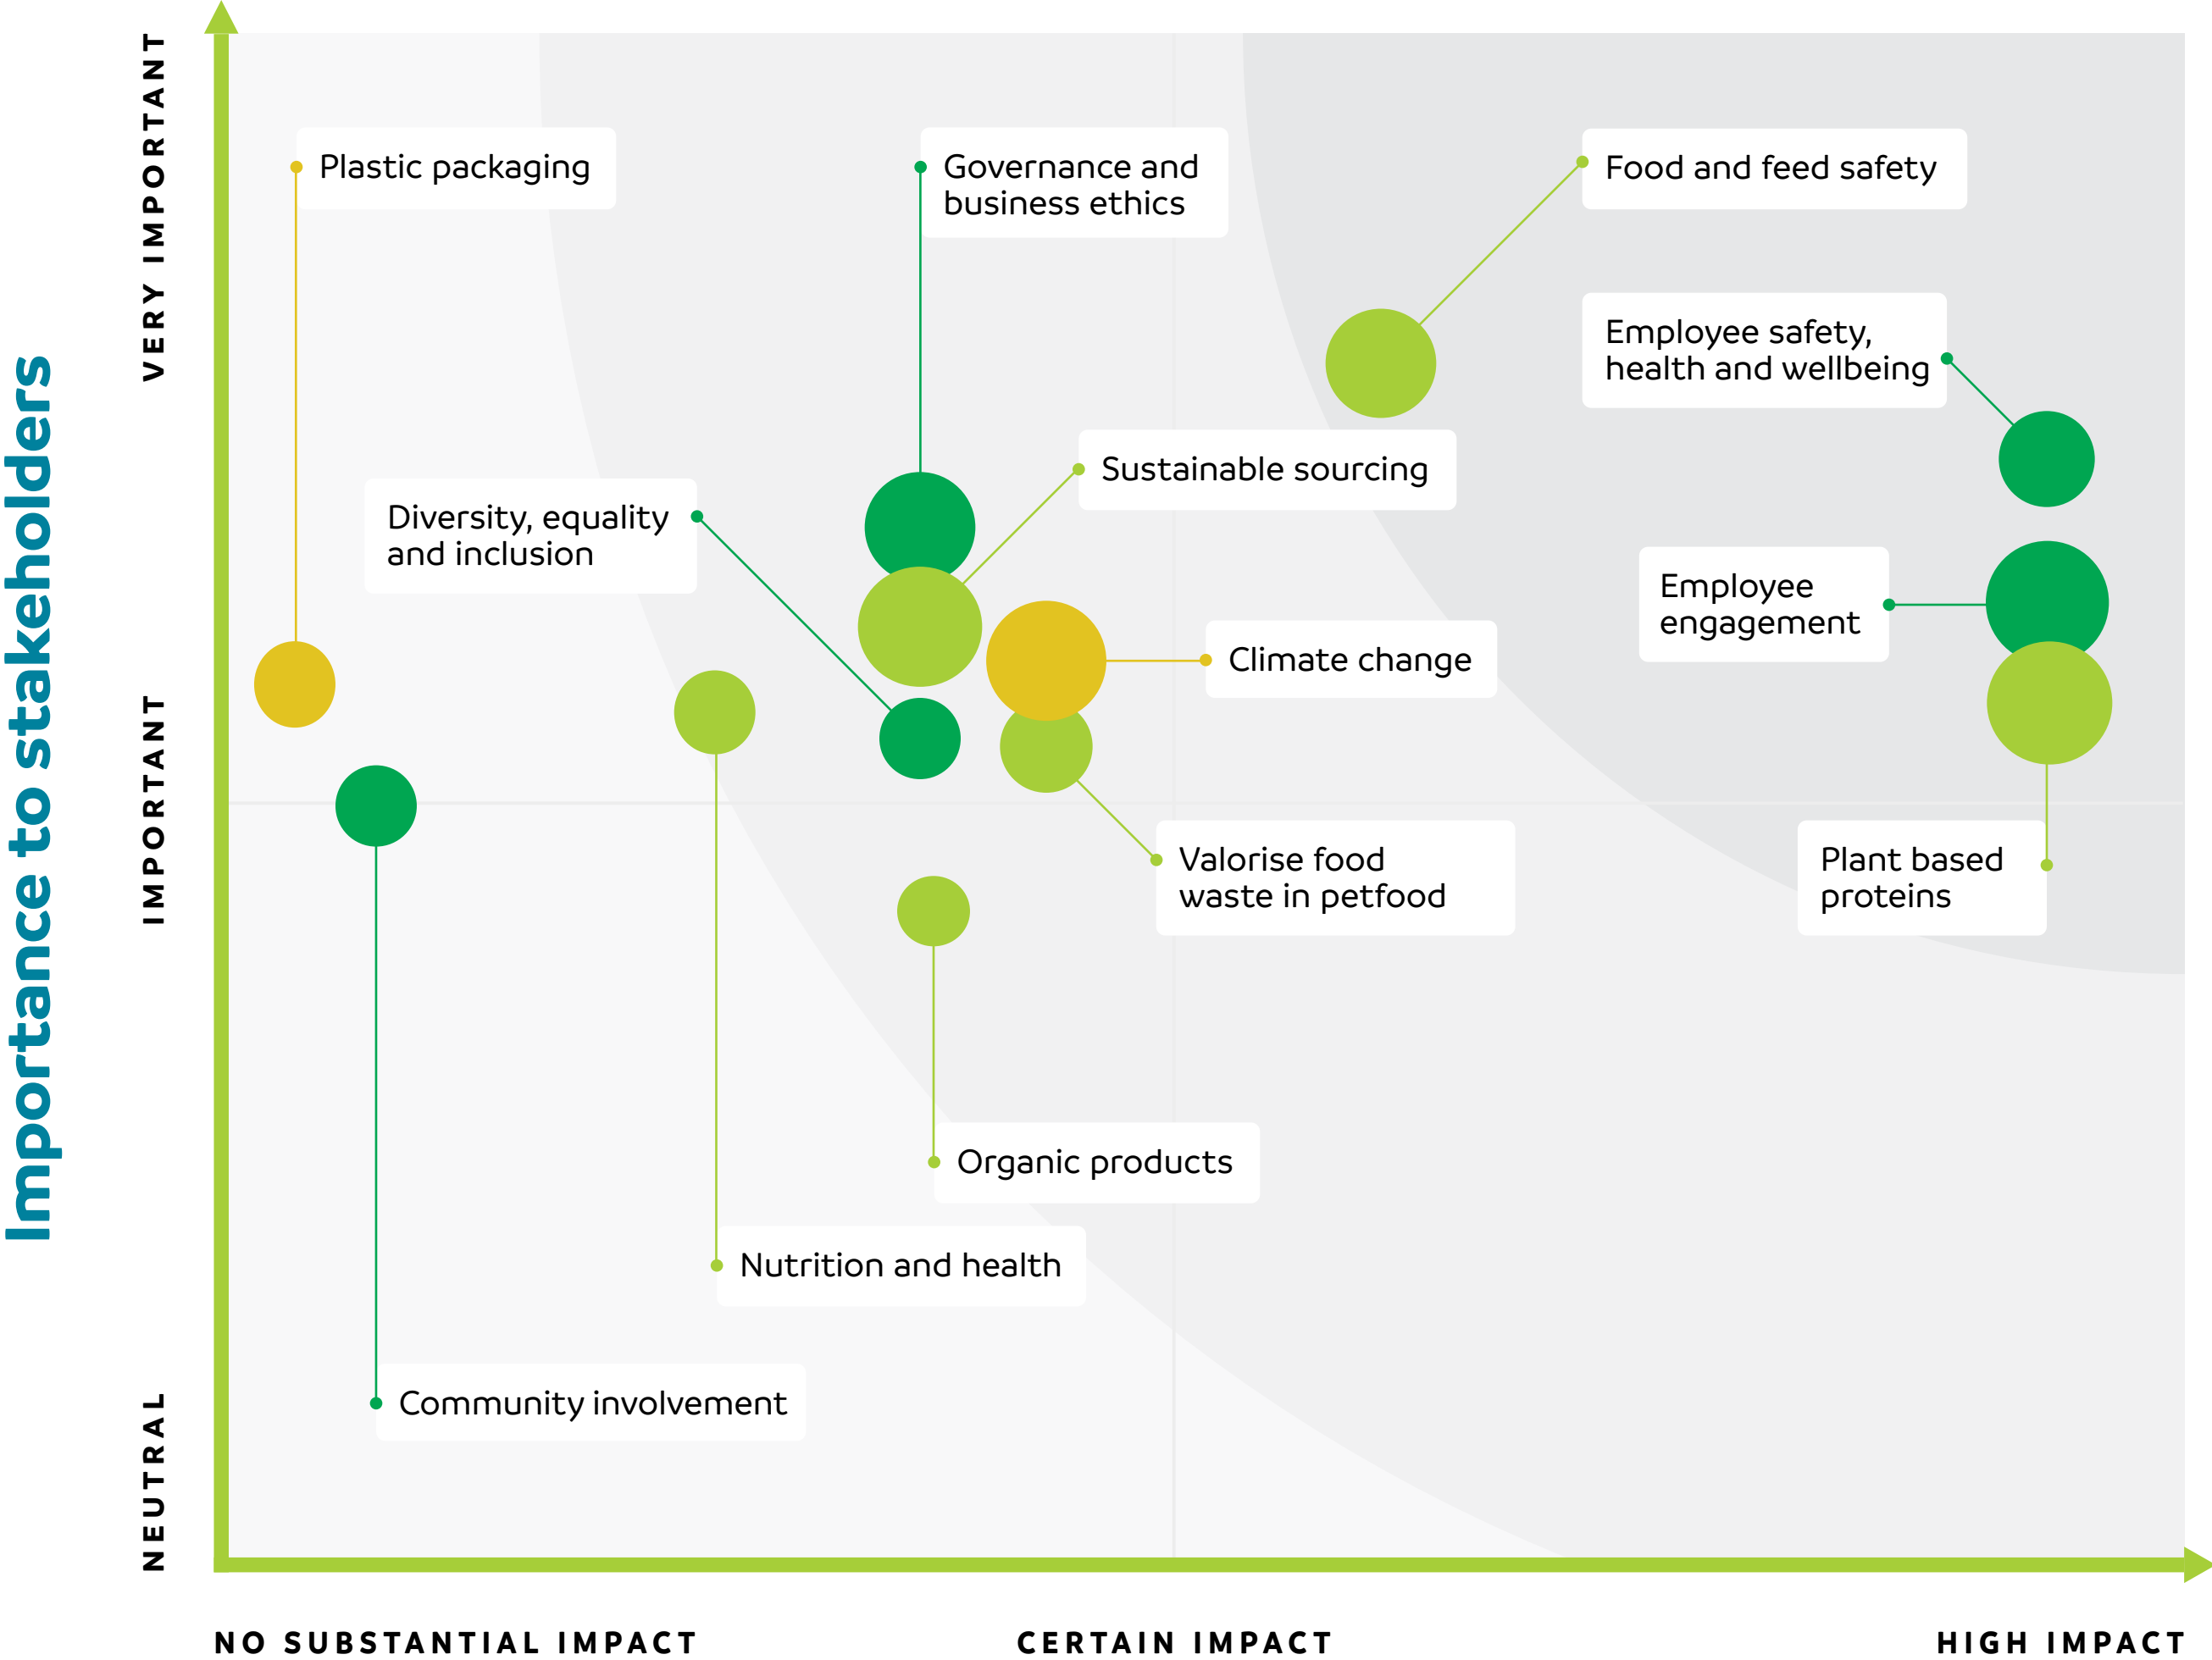 Importance to stakeholders
VERY IMPORTANT
IMPORTANT
NEUTRAL
Plastic packaging
Governance and
business ethics
Food and feed safety
Employee safety,
health and wellbeing
Sustainable sourcing
Diversity, equality
and inclusion
Employee
engagement
Climate change
Valorise food
waste in petfood
Plant based
proteins
Organic products
Nutrition and health
Community involvement
NO SUBSTANTIAL IMPACT
CERTAIN IMPACT
HIGH IMPACT